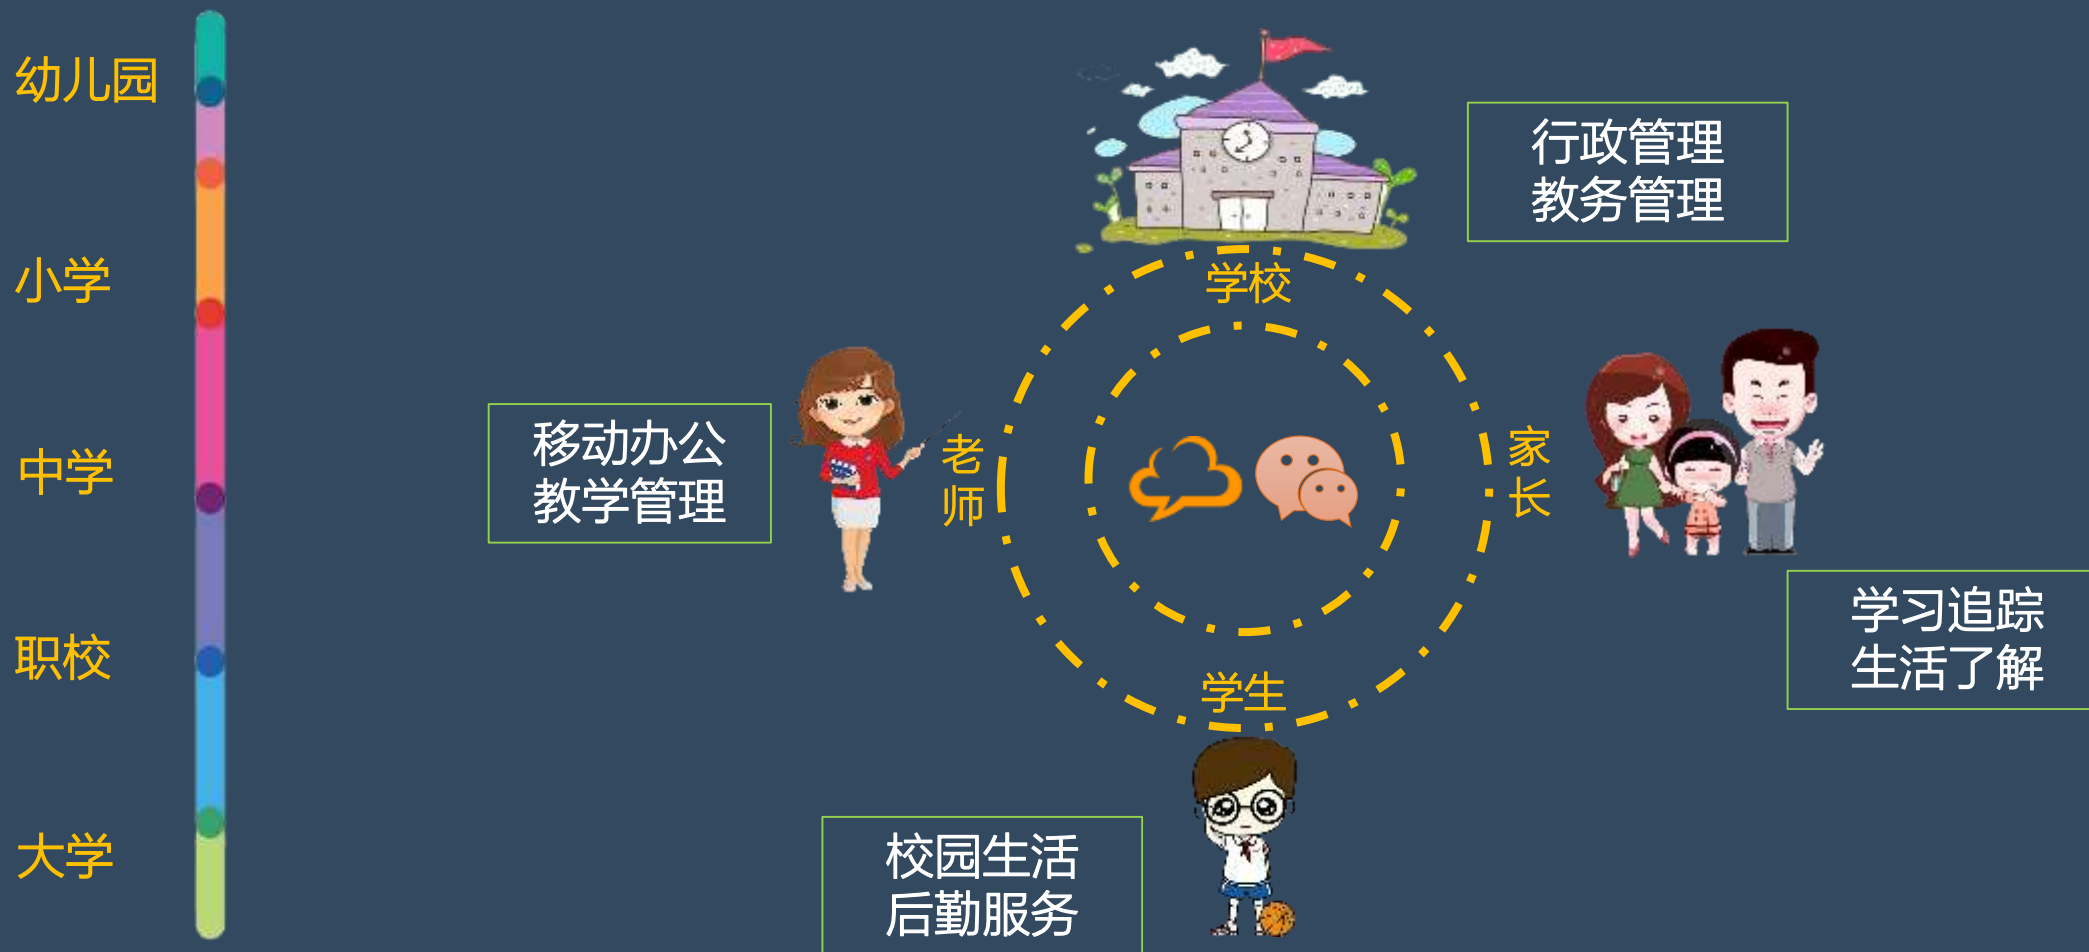 幼儿园
小学
中学
职校
大学
行政管理
教务管理
学校
移动办公
教学管理
老
师
家
长
学习追踪
生活了解
学生
校园生活
后勤服务